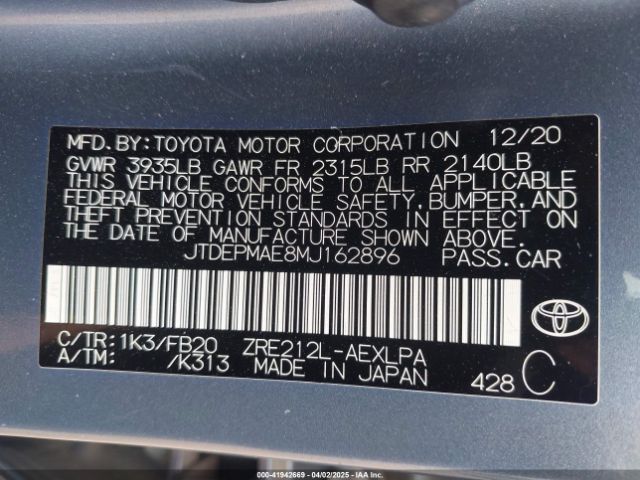 MFD. BY: TOYOTA MOTOR CORPORATION 12/20
GVWR 3935LB GAWR FR 2315LB RR 2140LB
THIS VEHICLE CONFORMS TO ALL APPLICABLE
FEDERAL MOTOR VEHICLE SAFETY, BUMPER, AND
THEFT PREVENTION STANDARDS IN EFFECT ON
THE DATE OF MANUFACTURE SHOWN ABOVE.
JTDEPMAE8MJ162896 PASS. CAR
C/TR: 1K3/FB20 ZRE212L-AEXLPA
A/TM: /K313 MADE IN JAPAN 428 C
000-41942669 - 04/02/2025 - IAAI.COM